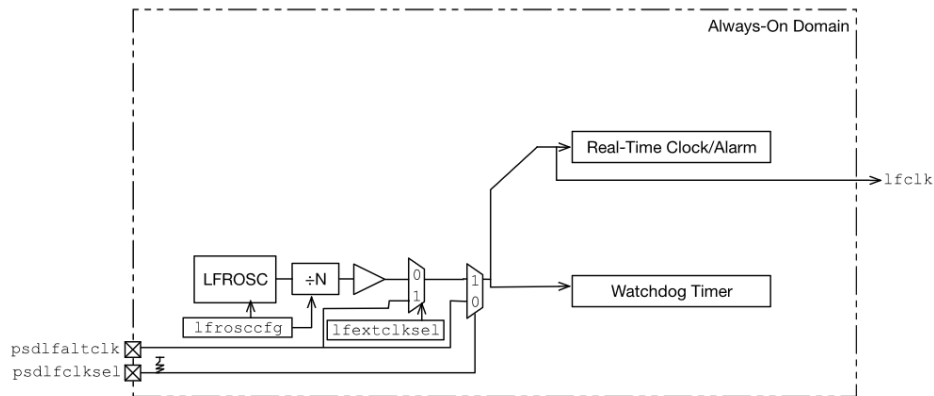 Always-On Domain
Real-Time Clock/Alarm
lfclk
LFROSC
÷N
0
1
1
0
Watchdog Timer
lfrosccfg
lfextclksel
psdlfaltclk
psdlfclksel